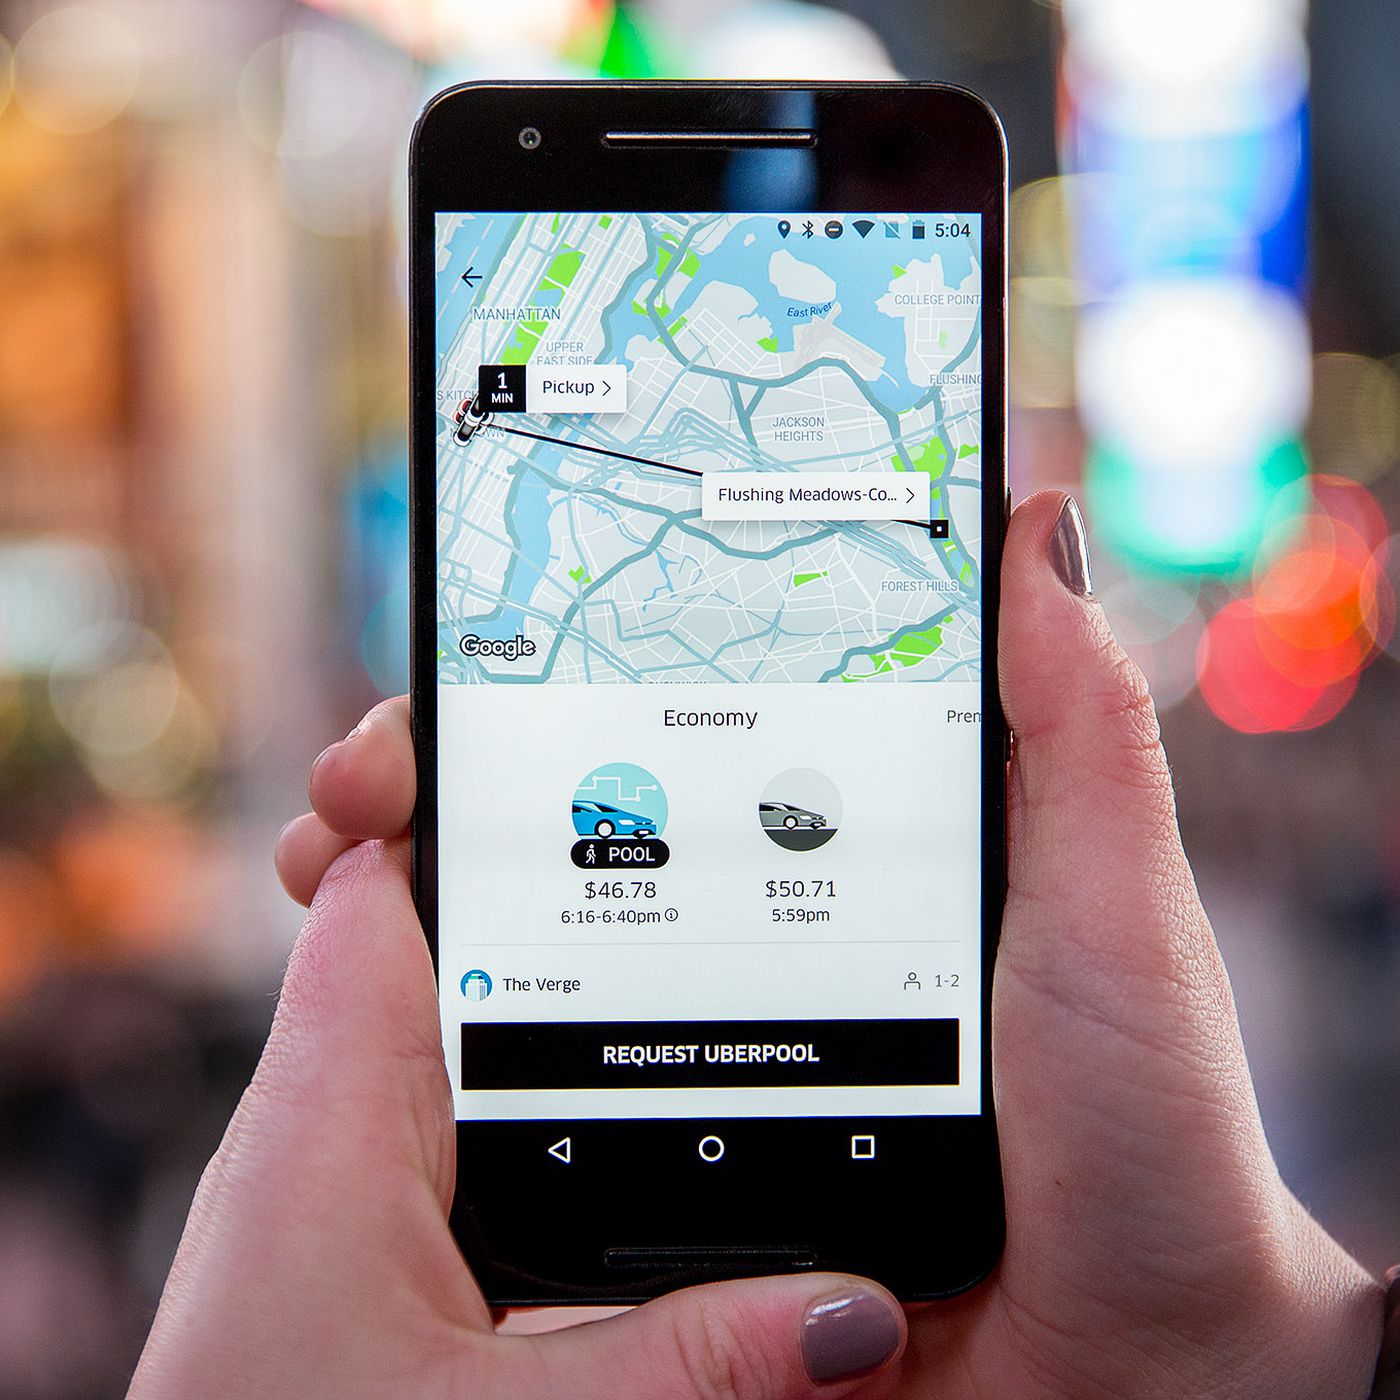 5:04
COLLEGE POINT
East River
MANHATTAN
UPPER
EAST SIDE
FLUSHING
1
MIN
Pickup
S KITC
JACKSON
HEIGHTS
Flushing Meadows-Co...
FOREST HILLS
Google
Economy
Prem
POOL
$46.78
$50.71
6:16-6:40pm
5:59pm
The Verge
1-2
REQUEST UBERPOOL